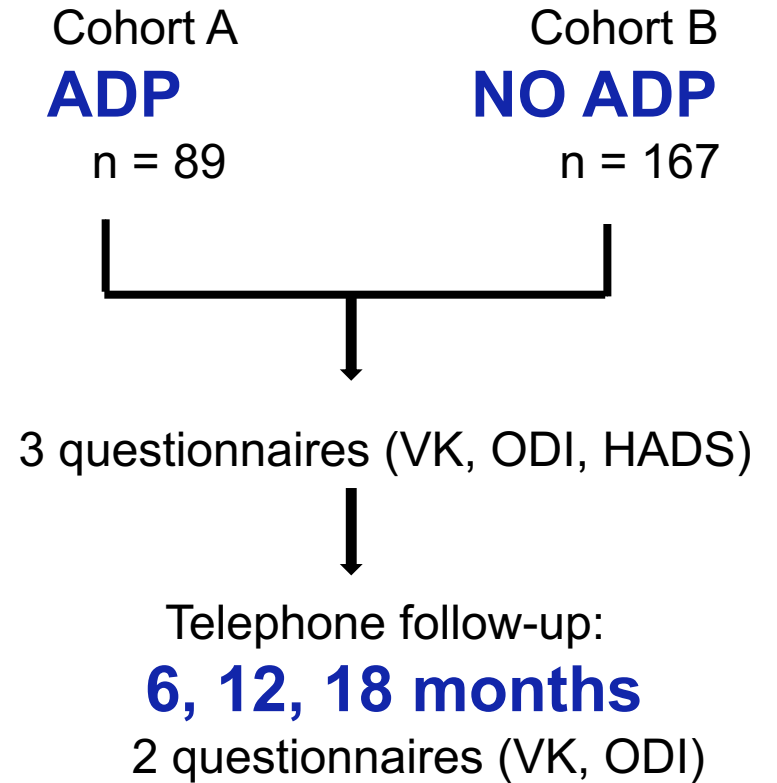 Cohort A
Cohort B
ADP
NO ADP
n = 89
n = 167
3 questionnaires (VK, ODI, HADS)
Telephone follow-up:
6, 12, 18 months
2 questionnaires (VK, ODI)